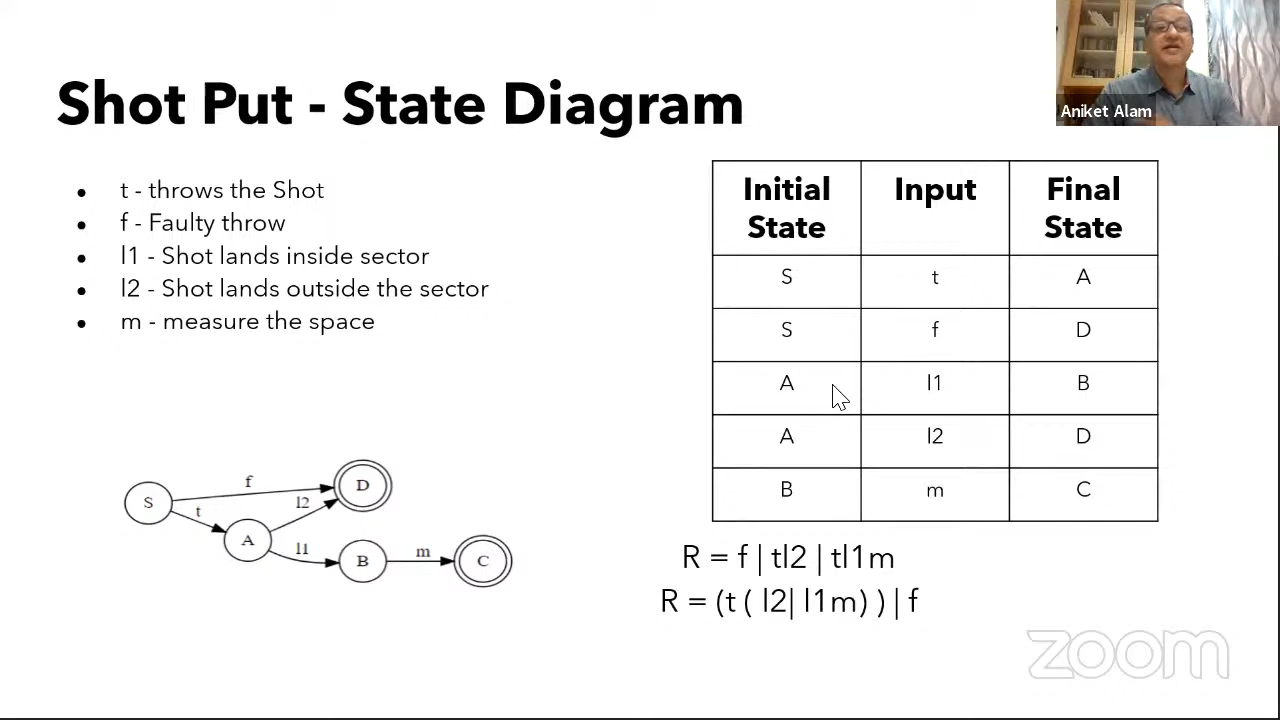 Shot Put - State Diagram
Aniket Alam
t - throws the Shot
f - Faulty throw
l1 - Shot lands inside sector
l2 - Shot lands outside the sector
m - measure the space
Initial State Input Final State
S t A
S f D
A l1 B
A l2 D
B m C
S f D
t l2
A l1 B m C
R = f | tl2 | tl1m
R = (t ( l2| l1m) ) | f
zoom